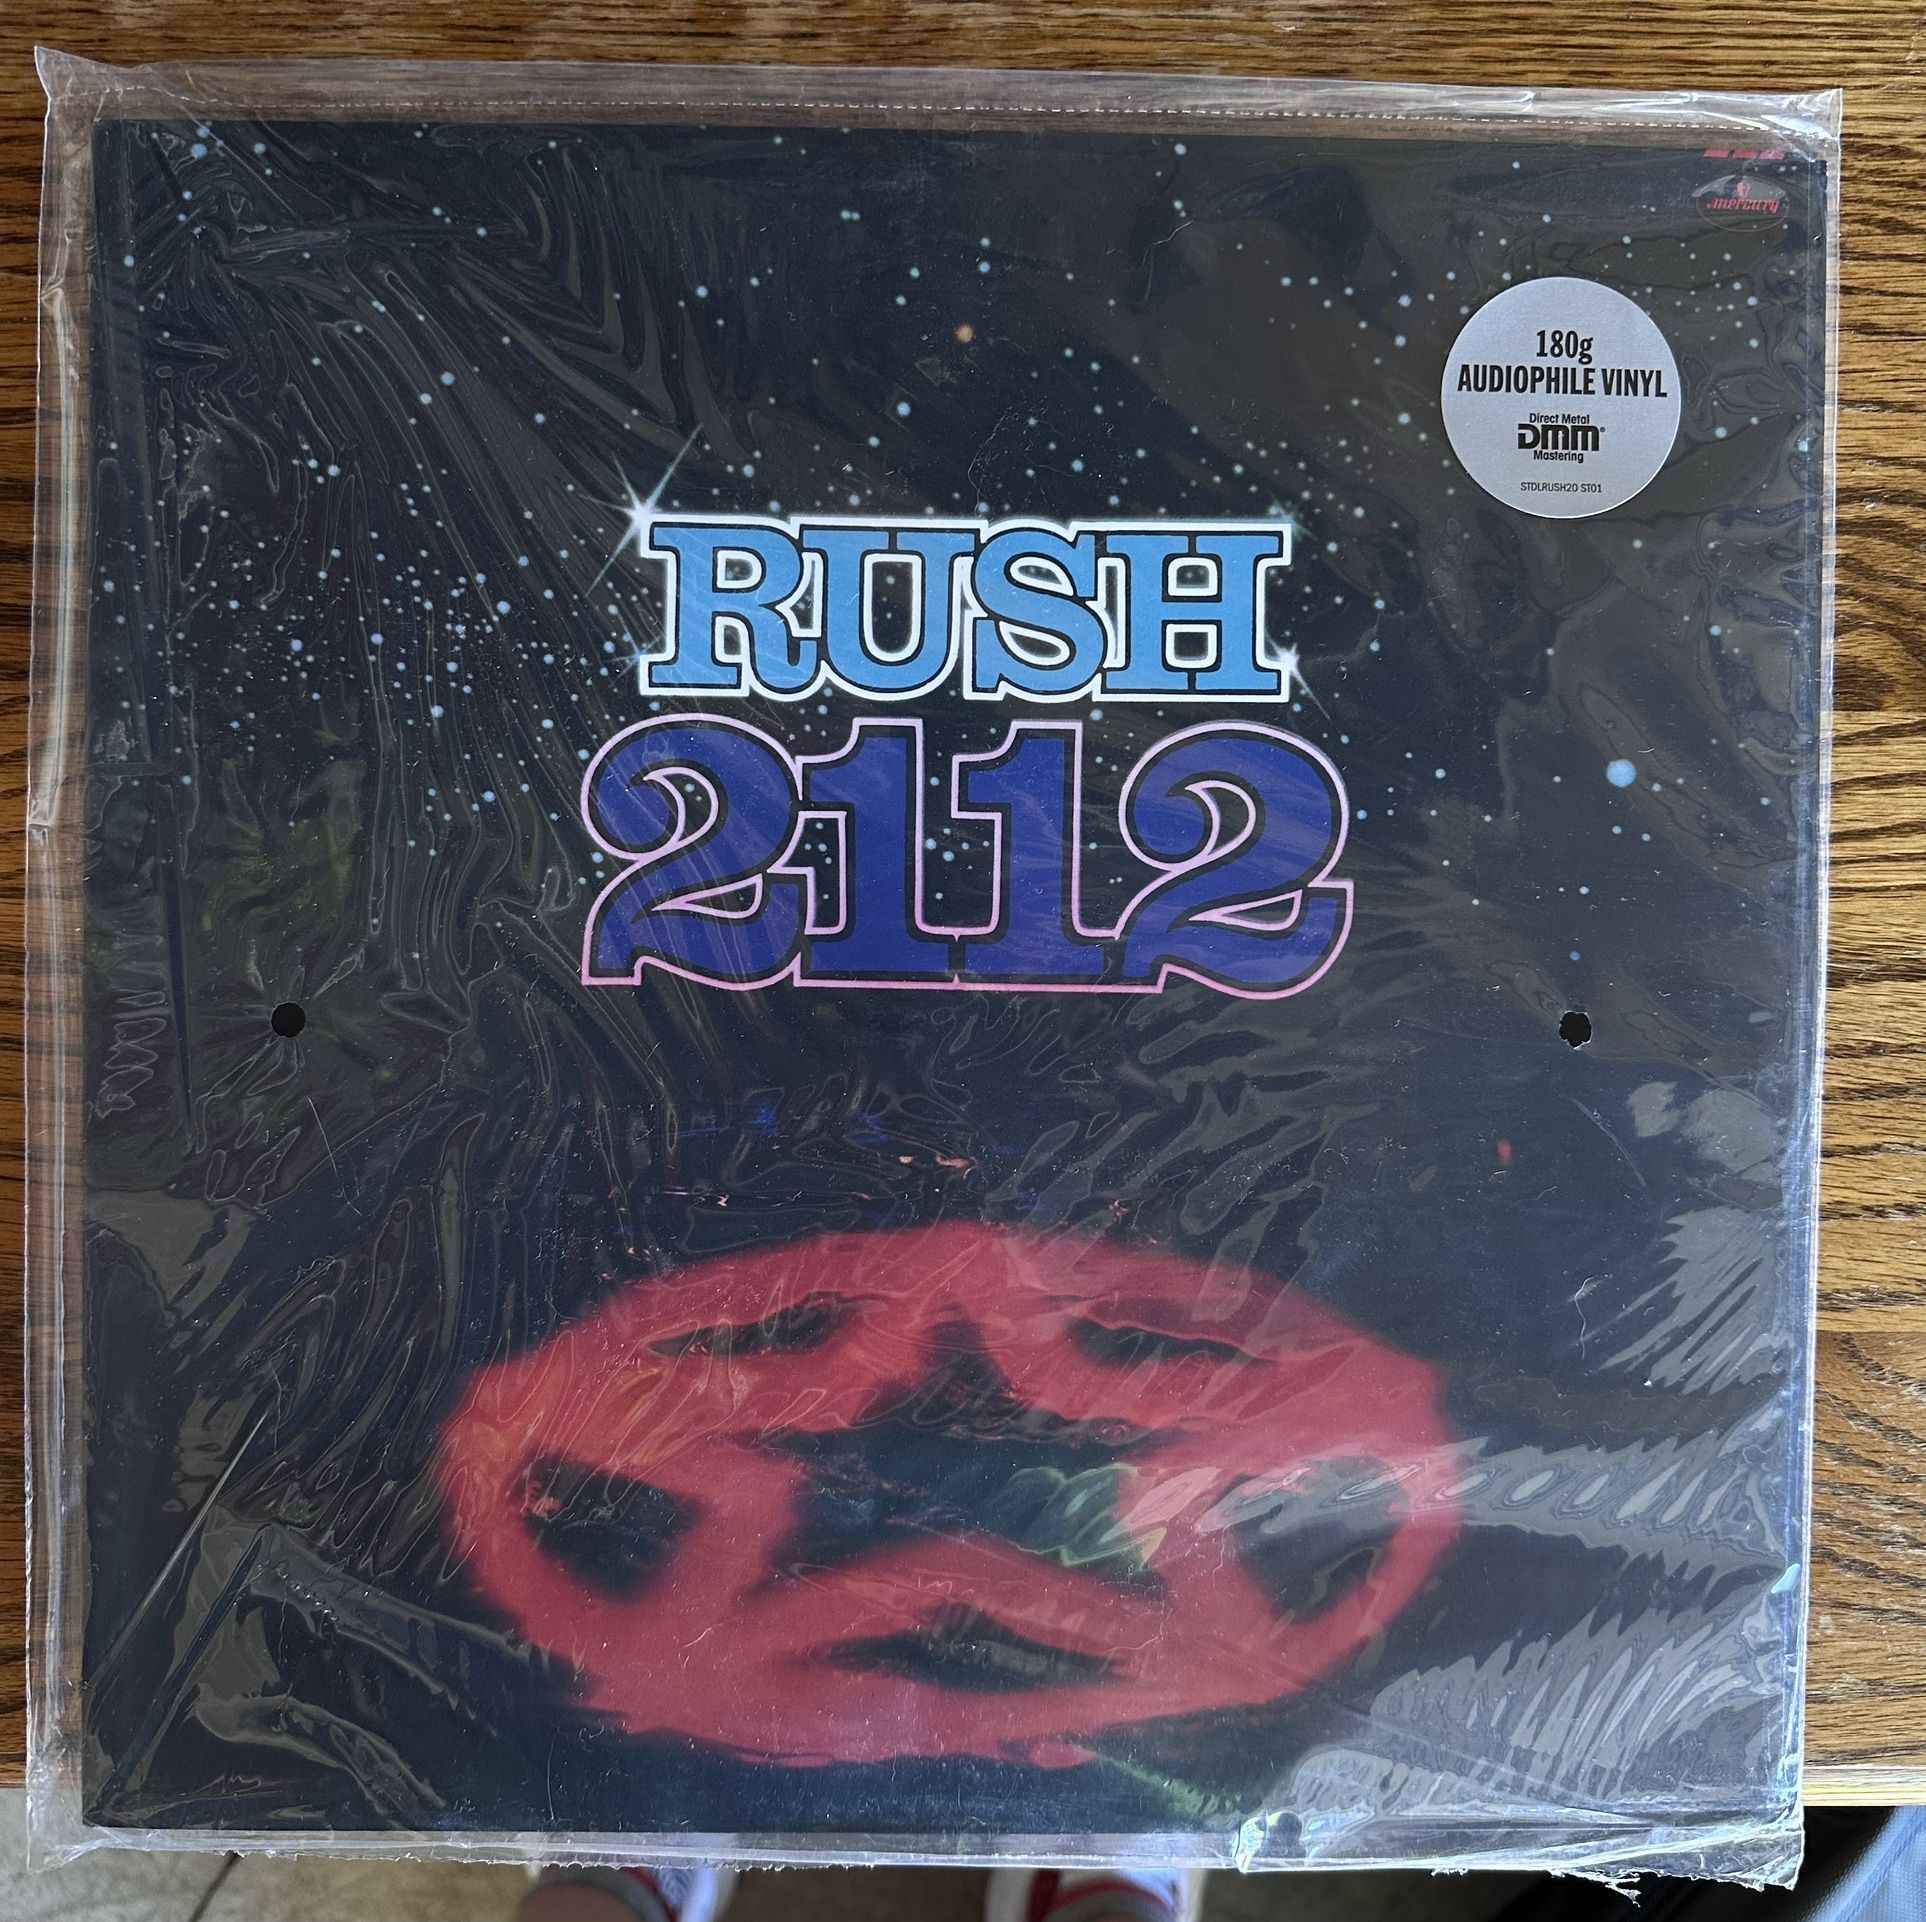 mercury
180g
AUDIOPHILE VINYL
Direct Metal
DMM®
Mastering
STDLRUSH20 ST01
RUSH
2112